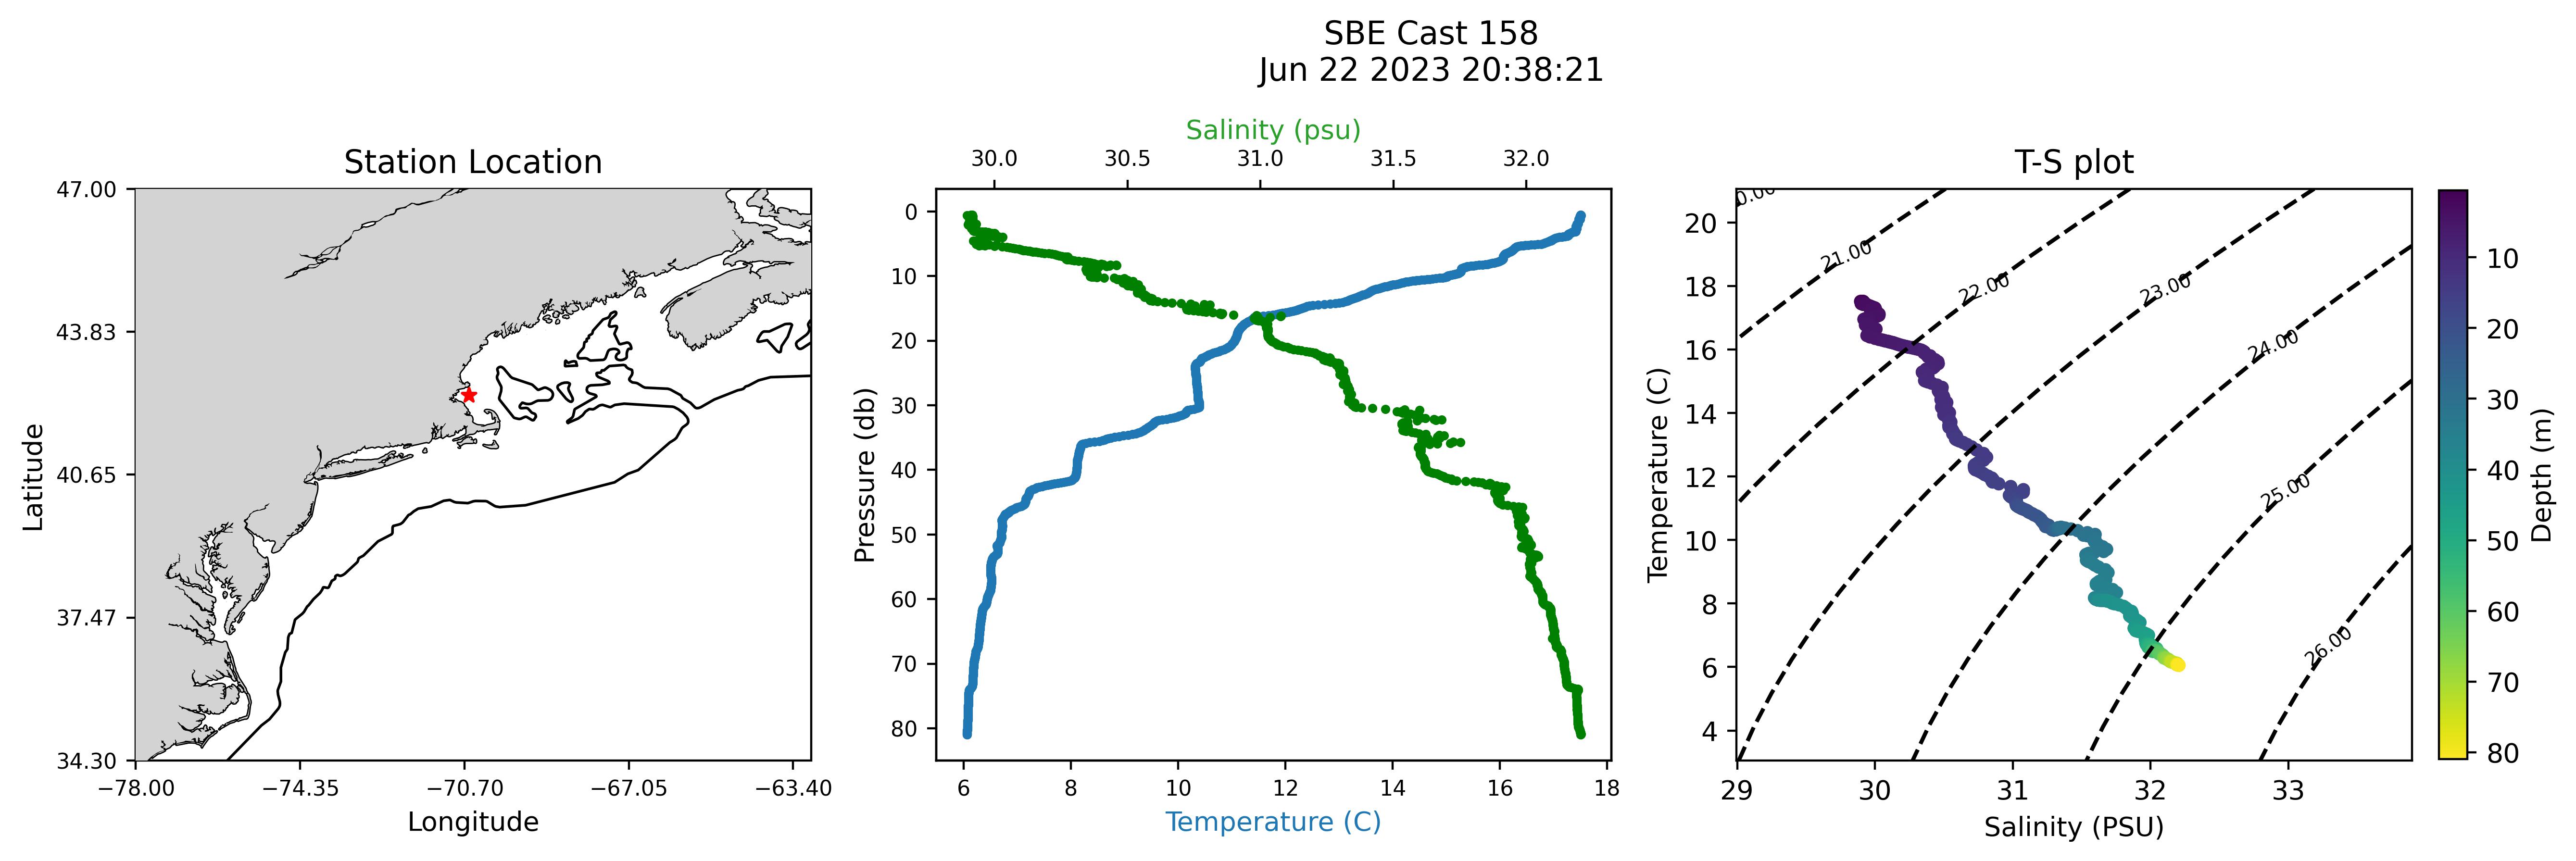 SBE Cast 158
Jun 22 2023 20:38:21
Station Location
47.00
43.83
40.65
37.47
34.30
Latitude
−78.00 −74.35 −70.70 −67.05 −63.40
Longitude
Salinity (psu)
30.0 30.5 31.0 31.5 32.0
0
10
20
30
40
50
60
70
80
Pressure (db)
6 8 10 12 14 16 18
Temperature (C)
T-S plot
20
18
16
14
12
10
8
6
4
Temperature (C)
21.00
22.00
23.00
24.00
25.00
26.00
29 30 31 32 33
Salinity (PSU)
10
20
30
40
50
60
70
80
Depth (m)